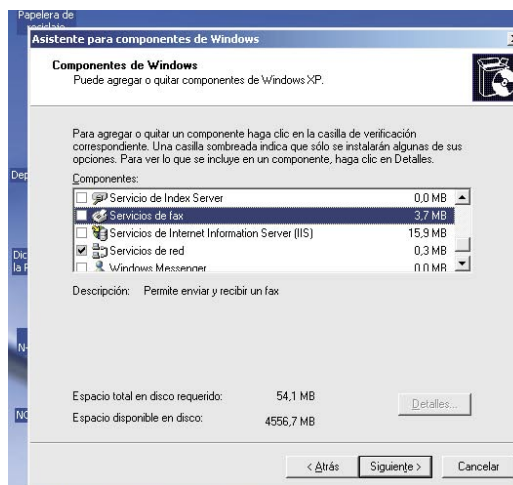 Papelera de
reciclaje
Asistente para componentes de Windows
Componentes de Windows
Puede agregar o quitar componentes de Windows XP.
Para agregar o quitar un componente haga clic en la casilla de verificación
correspondiente. Una casilla sombreada indica que sólo se instalarán algunas de sus
opciones. Para ver lo que se incluye en un componente, haga clic en Detalles.
Componentes:
Servicio de Index Server 0,0 MB
Servicios de fax 3,7 MB
Servicios de Internet Information Server (IIS) 15,9 MB
Servicios de red 0,3 MB
Windows Messenger 0,0 MB
Descripción: Permite enviar y recibir un fax
Espacio total en disco requerido: 54,1 MB
Espacio disponible en disco: 4556,7 MB
Detalles...
< Atrás
Siguiente >
Cancelar
Dep
Dic
la
N-
NO